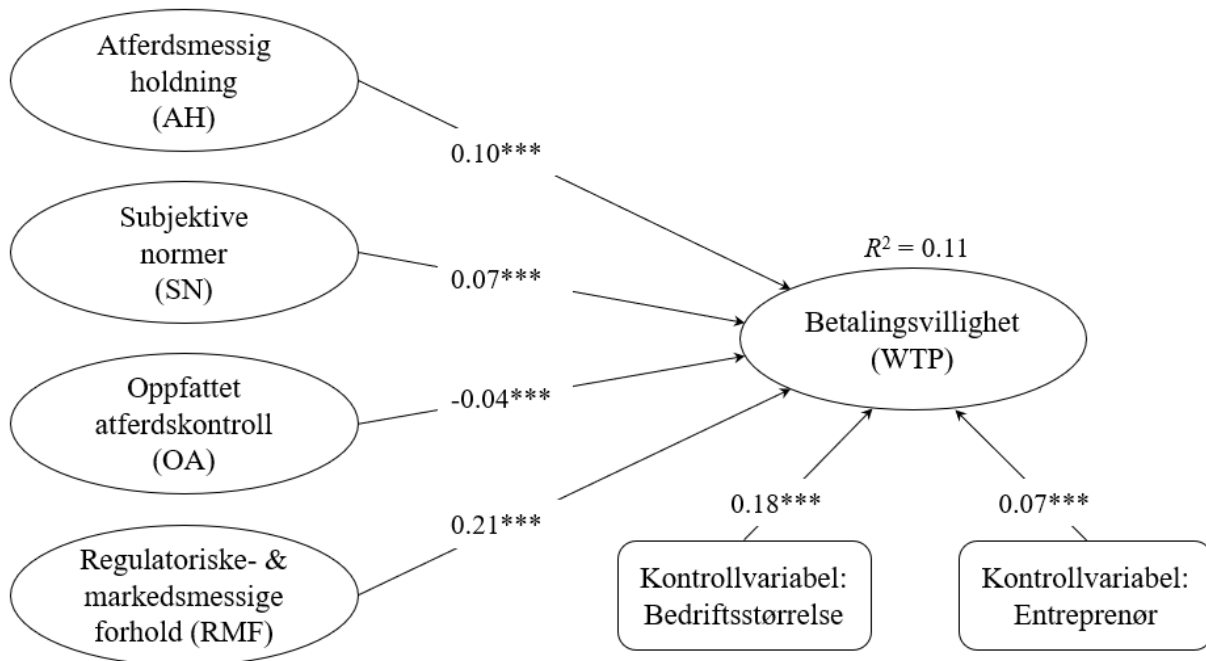 Atferdsmessig
holdning
(AH)
0.10***
Subjektive
normer
(SN)
0.07***
R² = 0.11
Betalingsvillighet
(WTP)
Oppfattet
atferdskontroll
(OA)
-0.04***
Regulatoriske- &
markedsmessige
forhold (RMF)
0.21***
0.18***
0.07***
Kontrollvariabel:
Bedriftsstørrelse
Kontrollvariabel:
Entreprenør